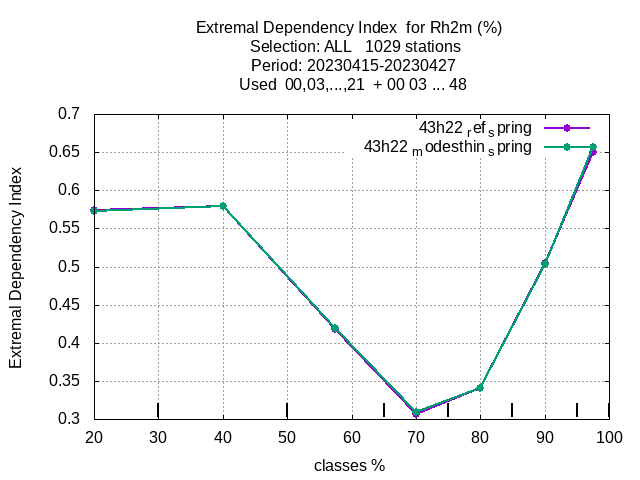 Extremal Dependency Index  for Rh2m (%)
Selection: ALL   1029 stations
Period: 20230415-20230427
Used  00,03,...,21  + 00 03 ... 48
0.7
0.65
0.6
0.55
0.5
0.45
0.4
0.35
0.3
Extremal Dependency Index
43h22 ref spring
43h22 modesthin spring
20 30 40 50 60 70 80 90 100
classes %